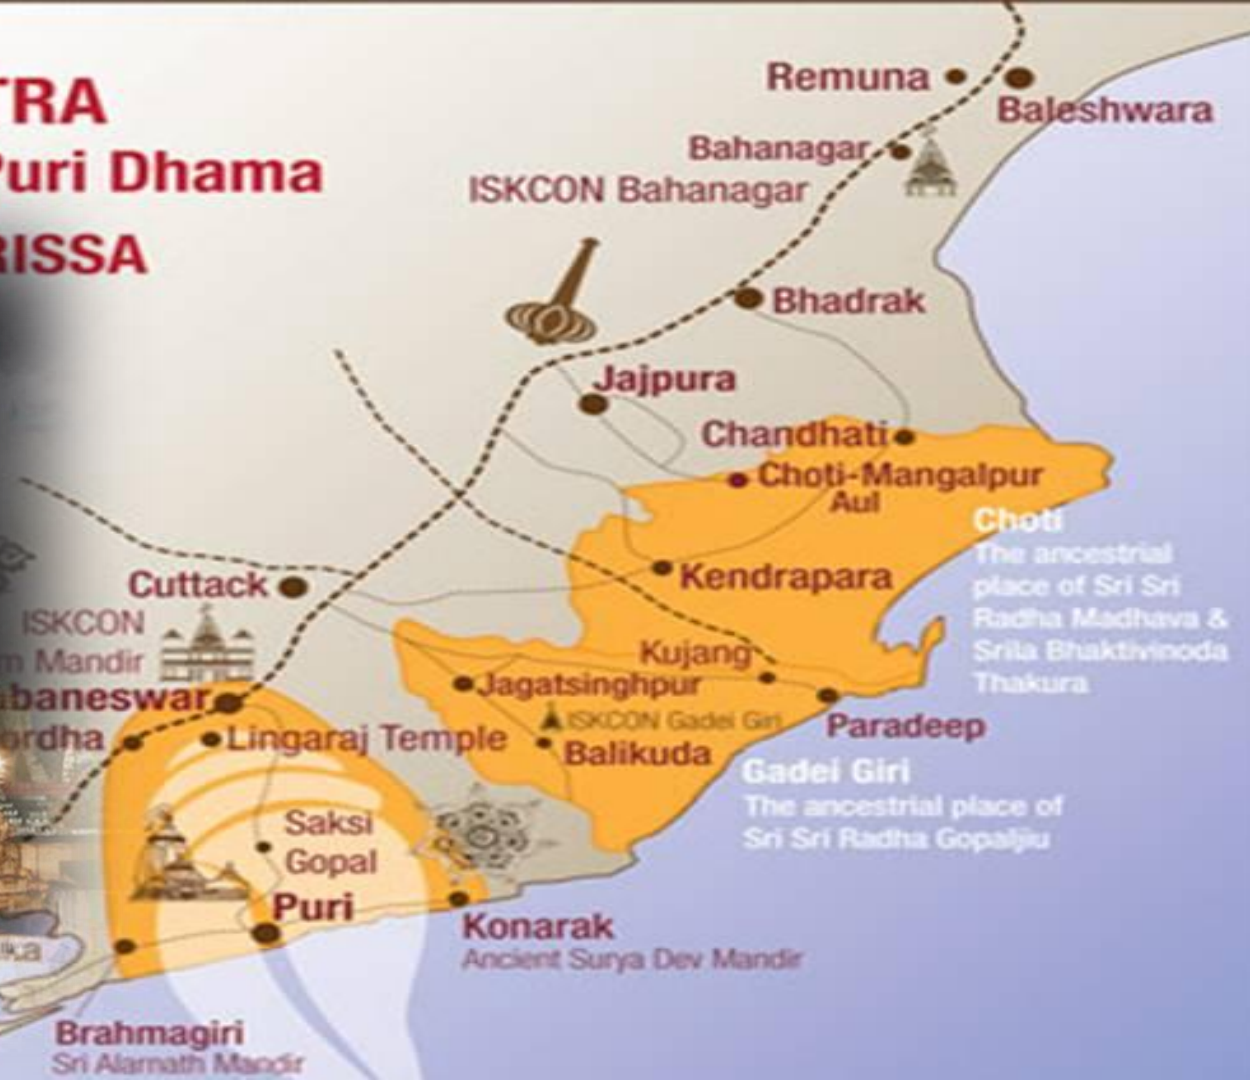 TRA
Puri Dhama
RISSA
Remuna
Baleshwara
Bahanagar
ISKCON Bahanagar
Bhadrak
Jajpura
Chandhati
Choti-Mangalpur
Aul
Choti
The ancestrial
place of Sri Sri
Radha Madhava &
Srila Bhaktivinoda
Thakura
Kendrapara
Cuttack
ISKCON
m Mandir
baneswar
ordha
Lingaraj Temple
Kujang
Jagatsinghpur
ISKCON Gadei Giri
Balikuda
Paradeep
Gadei Giri
The ancestrial place of
Sri Sri Radha Gopaljiu
Saksi
Gopal
Puri
Konarak
Ancient Surya Dev Mandir
ika
Brahmagiri
Sri Alarnath Mandir